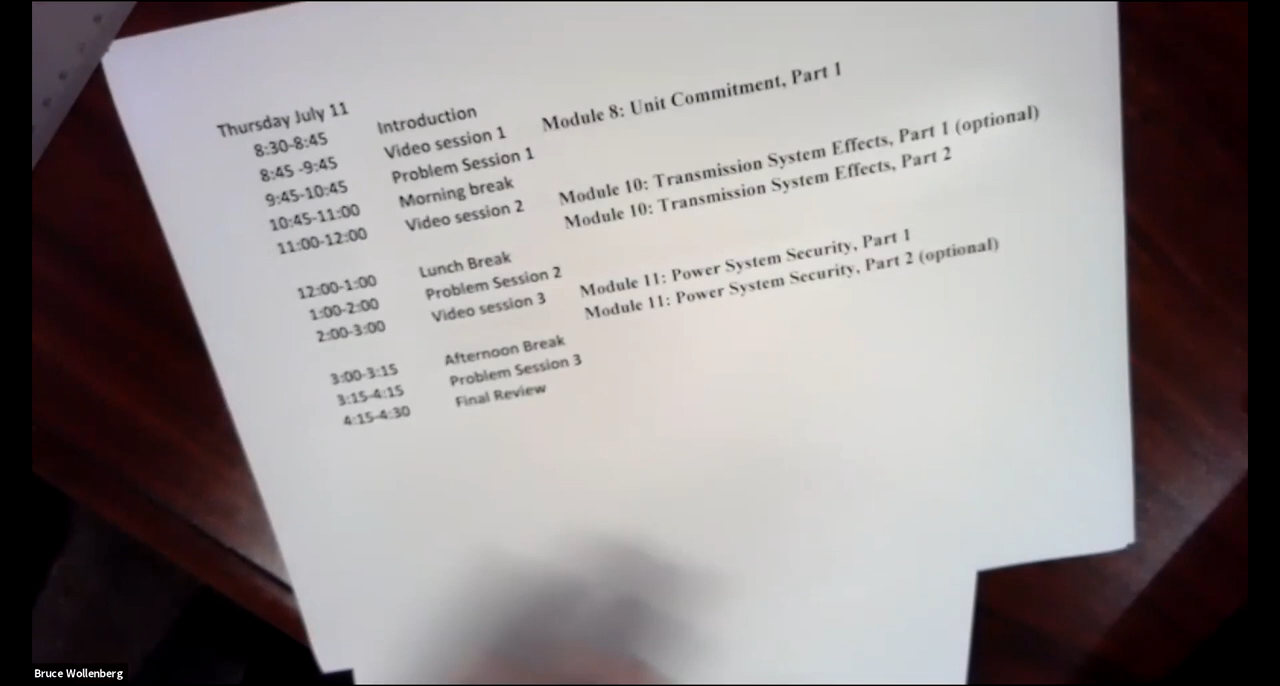 Thursday July 11
8:30-8:45 Introduction
8:45 -9:45 Video session 1 Module 8: Unit Commitment, Part 1
9:45-10:45 Problem Session 1
10:45-11:00 Morning break
11:00-12:00 Video session 2 Module 10: Transmission System Effects, Part 1 (optional)
Module 10: Transmission System Effects, Part 2
12:00-1:00 Lunch Break
1:00-2:00 Problem Session 2
2:00-3:00 Video session 3 Module 11: Power System Security, Part 1
Module 11: Power System Security, Part 2 (optional)
3:00-3:15 Afternoon Break
3:15-4:15 Problem Session 3
4:15-4:30 Final Review
Bruce Wollenberg